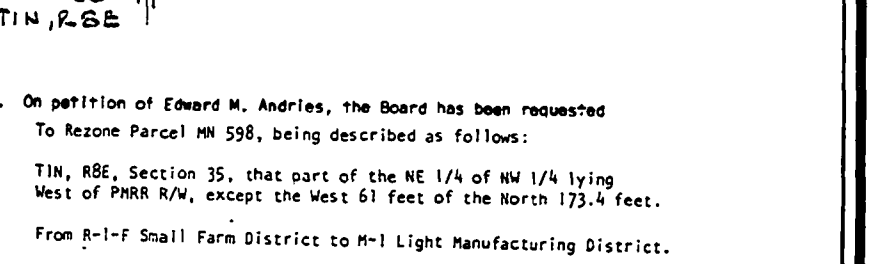 T1N, R8E
. On petition of Edward M. Andries, the Board has been requested
To Rezone Parcel MN 598, being described as follows:
T1N, R8E, Section 35, that part of the NE 1/4 of NW 1/4 lying
West of PMRR R/W, except the West 61 feet of the North 173.4 feet.
From R-1-F Small Farm District to M-1 Light Manufacturing District.